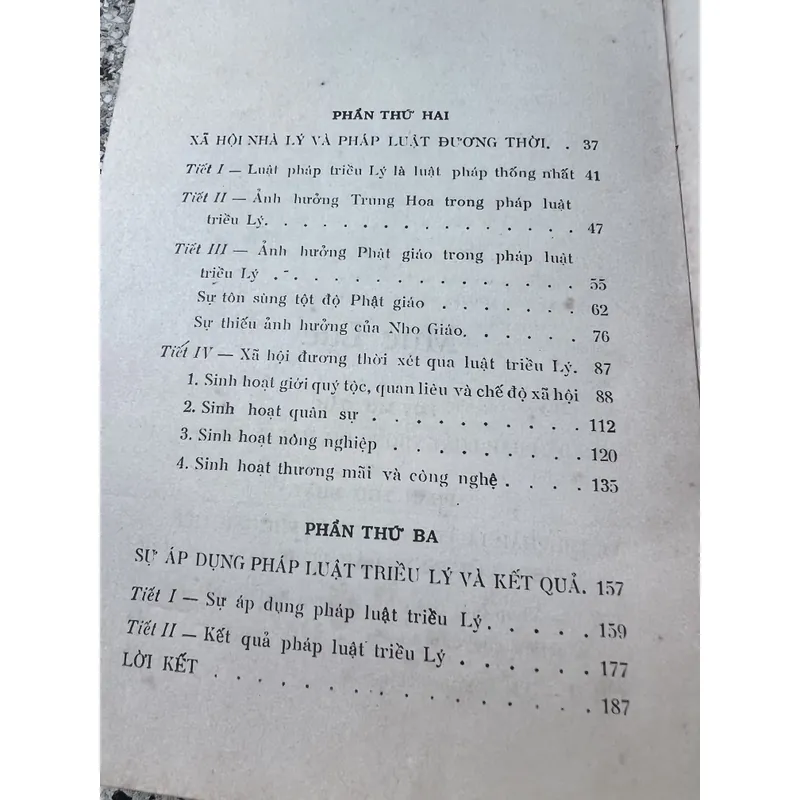 PHẦN THỨ HAI
XÃ HỘI NHÀ LÝ VÀ PHÁP LUẬT ĐƯƠNG THỜI. . 37
Tiết I — Luật pháp triều Lý là luật pháp thống nhất 41
Tiết II — Ảnh hưởng Trung Hoa trong pháp luật
triều Lý. . . . . . . . . . . . . 47
Tiết III — Ảnh hưởng Phật giáo trong pháp luật
triều Lý . . . . . . . . . . . . 55
Sự tôn sùng tột độ Phật giáo . . . . . . 62
Sự thiếu ảnh hưởng của Nho Giáo. . . . . 76
Tiết IV — Xã hội đương thời xét qua luật triều Lý. 87
1. Sinh hoạt giới quý tộc, quan liêu và chế độ xã hội 88
2. Sinh hoạt quân sự . . . . . . . . . 112
3. Sinh hoạt nông nghiệp . . . . . . . . 120
4. Sinh hoạt thương mãi và công nghệ . . . . 135
PHẦN THỨ BA
SỰ ÁP DỤNG PHÁP LUẬT TRIỀU LÝ VÀ KẾT QUẢ. 157
Tiết I — Sự áp dụng pháp luật triều Lý. . . . . 159
Tiết II — Kết quả pháp luật triều Lý . . . . . . 177
LỜI KẾT . . . . . . . . . . . . . . . 187